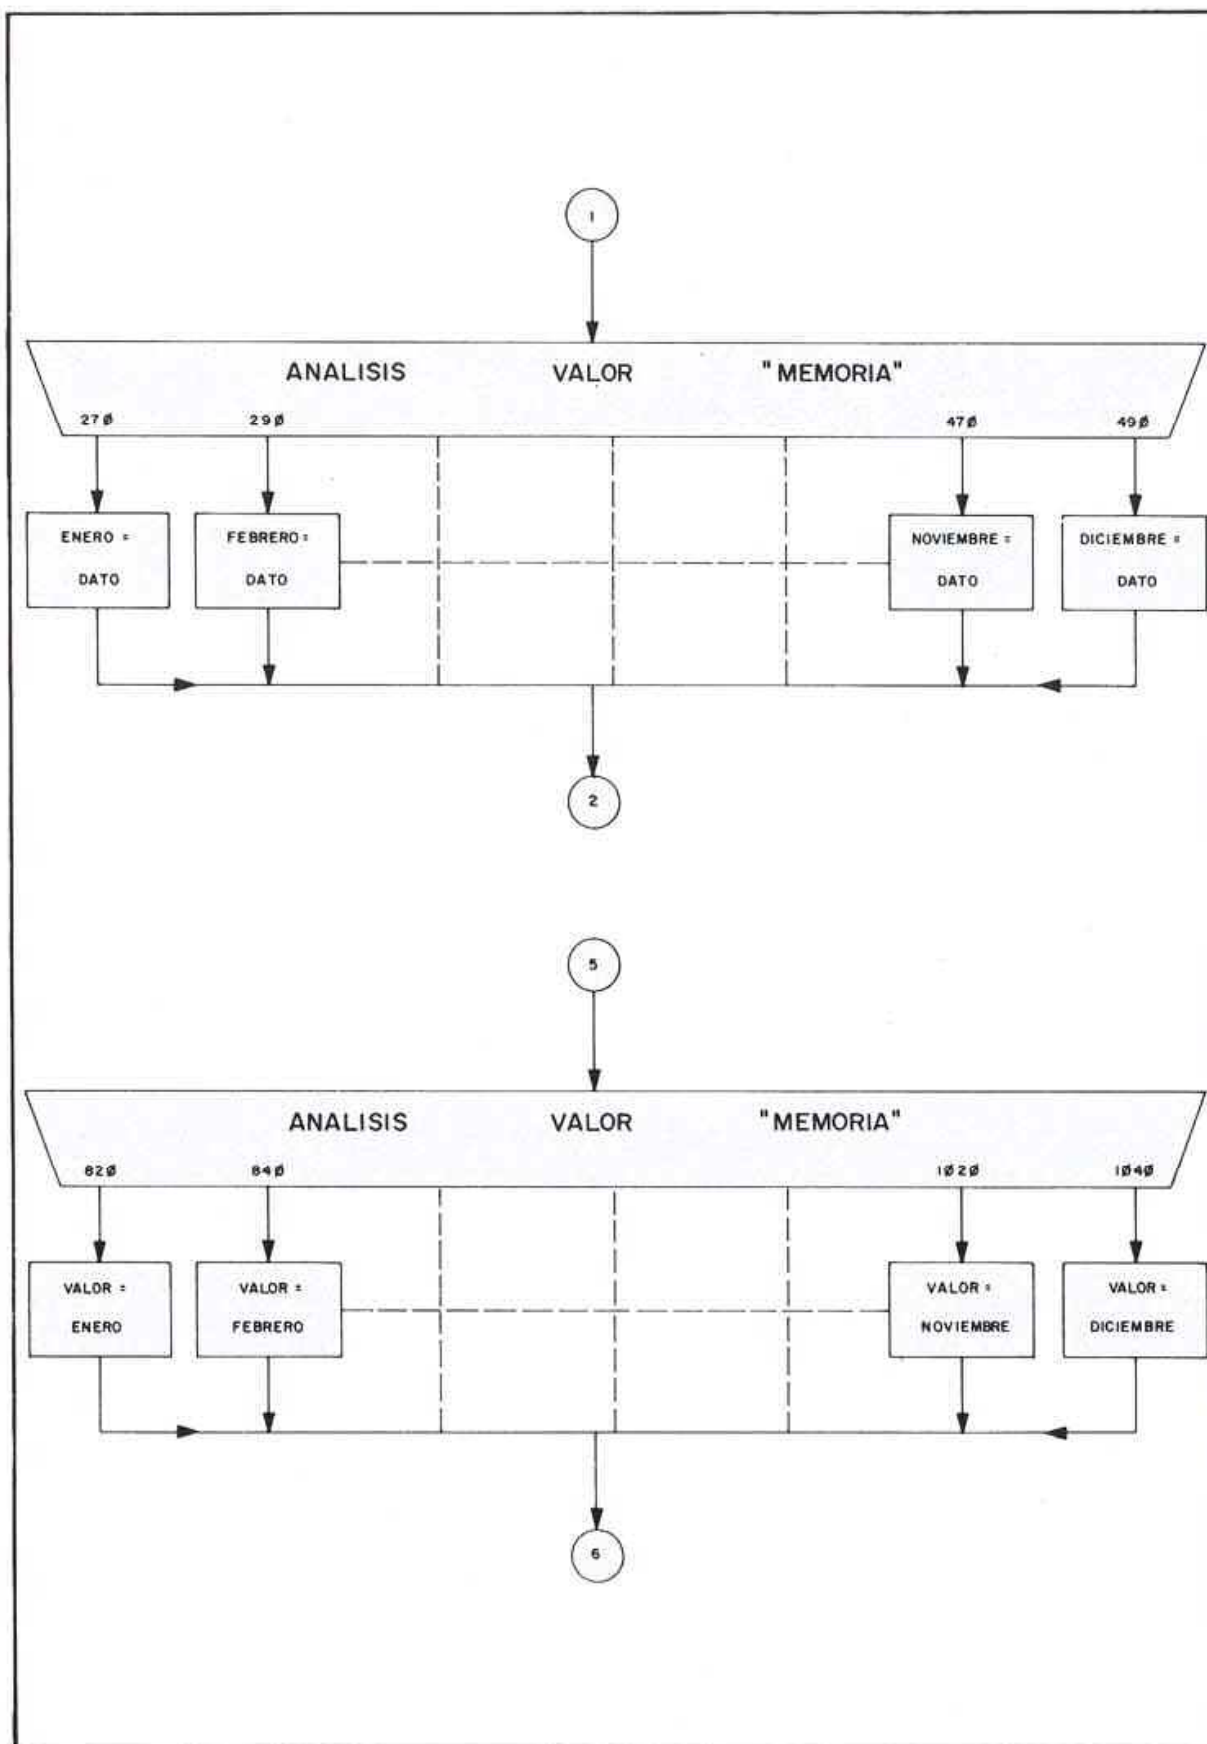 1
ANALISIS VALOR "MEMORIA"
27Ø 29Ø 47Ø 49Ø
ENERO = FEBRERO = NOVIEMBRE = DICIEMBRE =
DATO DATO DATO DATO
2
5
ANALISIS VALOR "MEMORIA"
82Ø 84Ø 1Ø2Ø 1Ø4Ø
VALOR = VALOR = VALOR = VALOR =
ENERO FEBRERO NOVIEMBRE DICIEMBRE
6